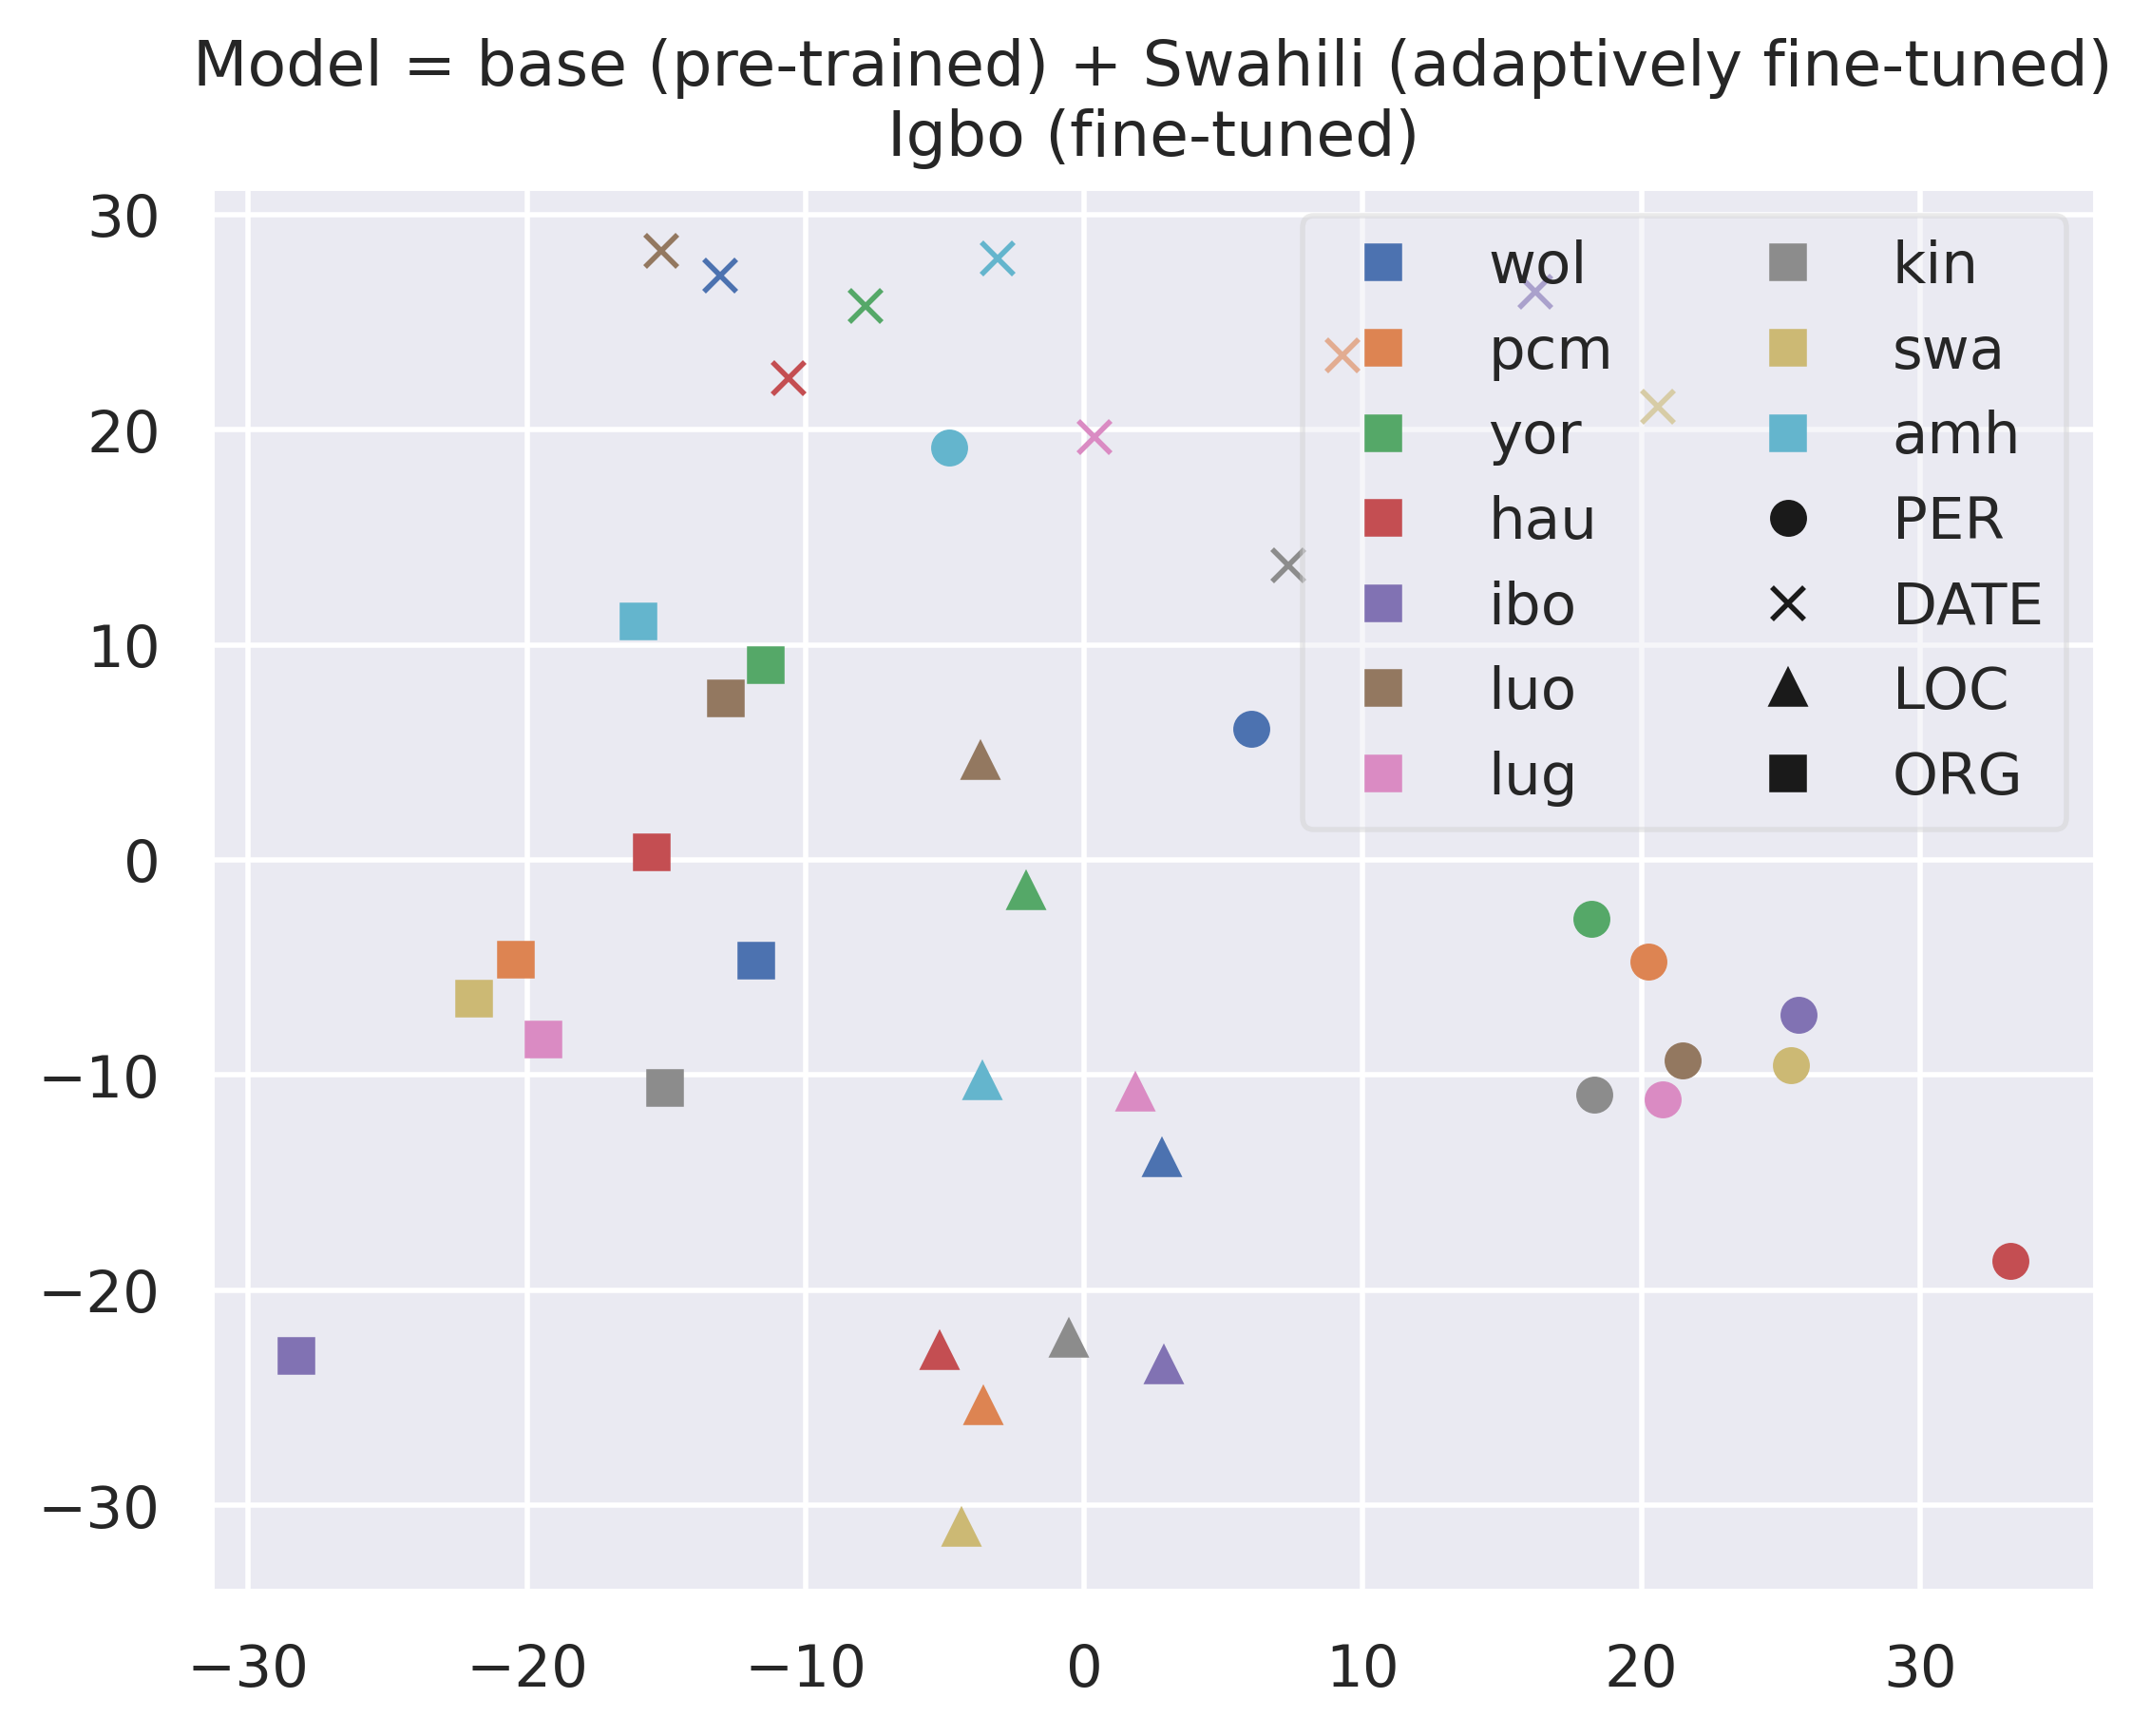 Model = base (pre-trained) + Swahili (adaptively fine-tuned)
Igbo (fine-tuned)
30
20
10
0
−10
−20
−30
wol
pcm
yor
hau
ibo
luo
lug
kin
swa
amh
PER
DATE
LOC
ORG
−30 −20 −10 0 10 20 30